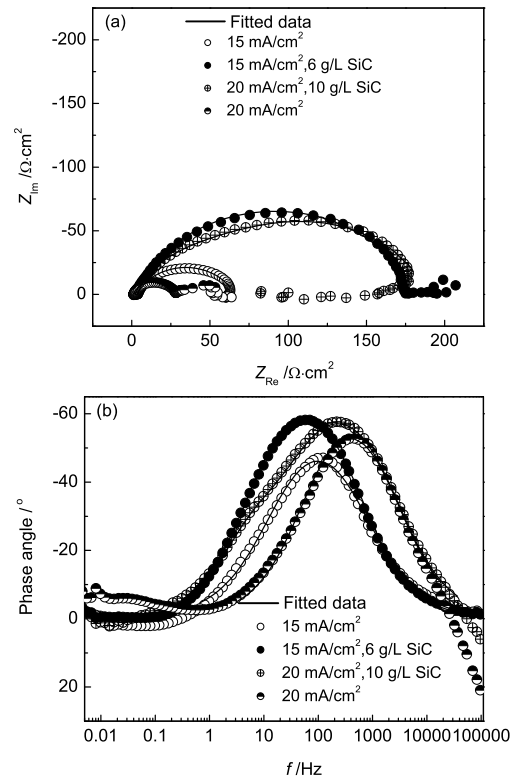 (a)
Fitted data
15 mA/cm²
15 mA/cm²,6 g/L SiC
20 mA/cm²,10 g/L SiC
20 mA/cm²
-200
-150
-100
-50
0
Z_Im /Ω·cm²
0 50 100 150 200
Z_Re /Ω·cm²
(b)
-60
-40
-20
0
20
Phase angle / °
Fitted data
15 mA/cm²
15 mA/cm²,6 g/L SiC
20 mA/cm²,10 g/L SiC
20 mA/cm²
0.01 0.1 1 10 100 1000 10000 100000
f /Hz